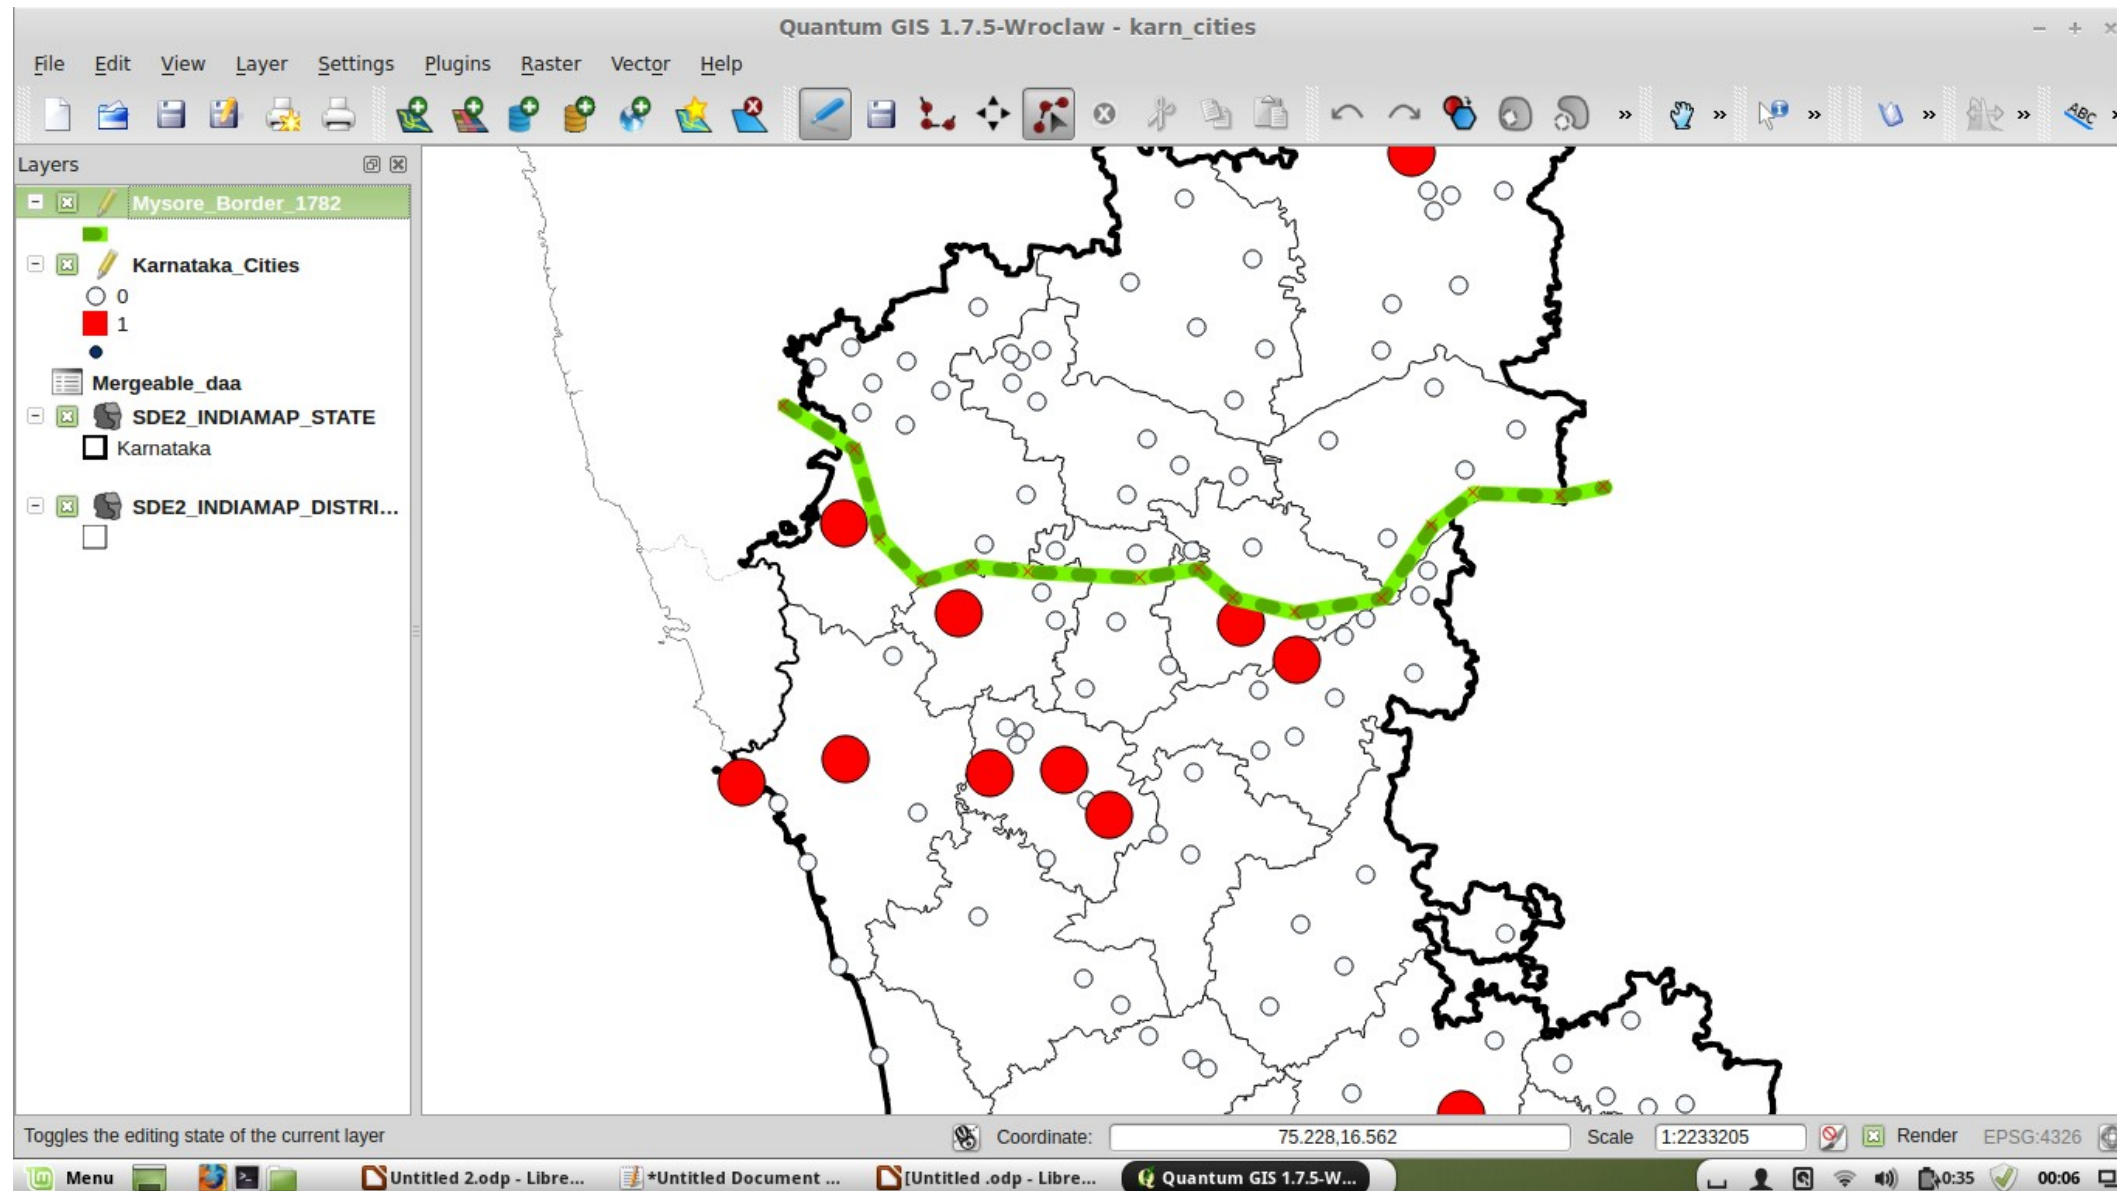 Quantum GIS 1.7.5-Wroclaw - karn_cities
File Edit View Layer Settings Plugins Raster Vector Help
» » » » » ABC
Layers
Mysore_Border_1782
Karnataka_Cities
0
1
Mergeable_daa
SDE2_INDIAMAP_STATE
Karnataka
SDE2_INDIAMAP_DISTRI...
Toggles the editing state of the current layer Coordinate: 75.228,16.562 Scale 1:2233205 Render EPSG:4326
Menu Untitled 2.odp - Libre... *Untitled Document ... [Untitled .odp - Libre... Quantum GIS 1.7.5-W... 0:35 00:06